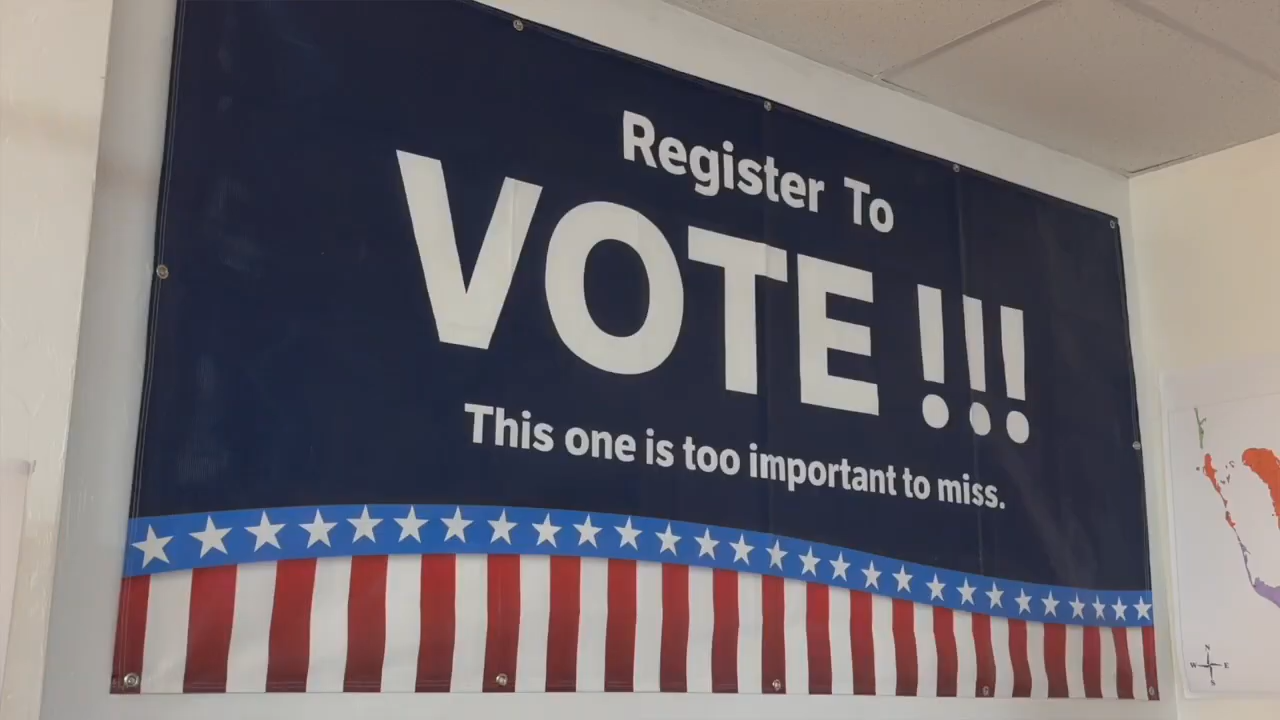 Register To
VOTE !!!
This one is too important to miss.
N
W E
S